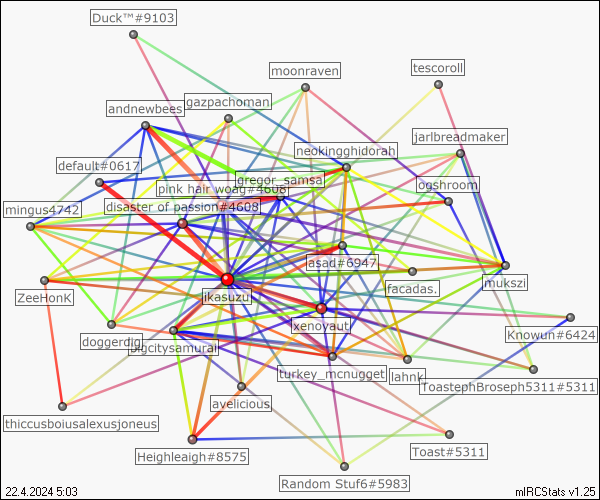 Duck™#9103
moonraven
tescoroll
gazpachoman
andnewbees
jarlbreadmaker
neokingghidorah
default#0617
gregor_samsa
ogshroom
pink hair woag#4608
mingus4742
disaster of passion#4608
asad#6947
mukszi
facadas.
ZeeHonK
ikasuzu
xenoyauti
Knowun#6424
doggerdig
bigcitysamurai
turkey_mcnugget
lahnk
ToastephBroseph5311#5311
avelicious
thiccusboiusalexusjoneus
Heighleaigh#8575
Toast#5311
Random Stuf6#5983
22.4.2024 5:03
mIRCStats v1.25